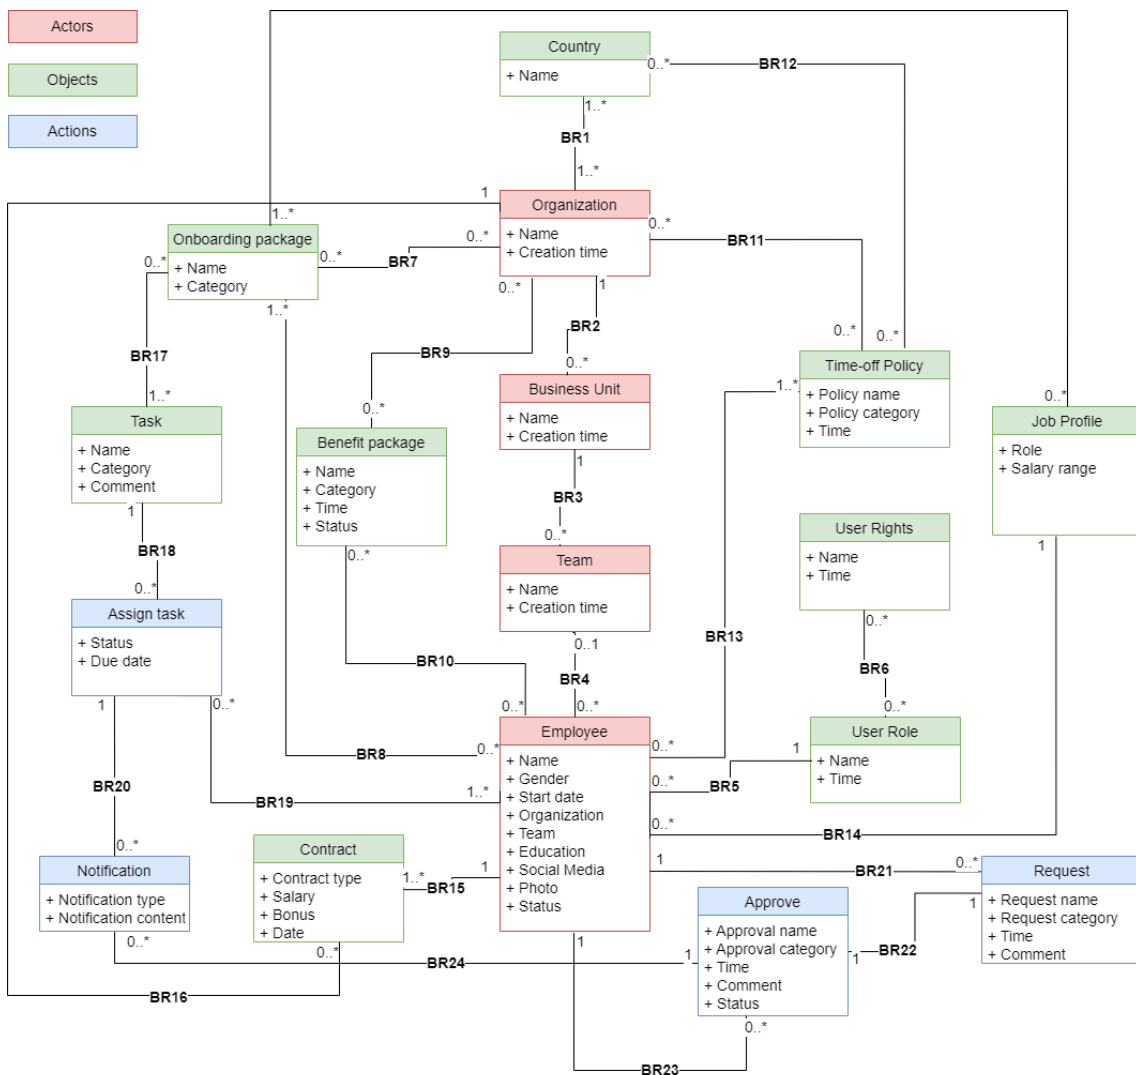 Actors
Objects
Actions
Country
+ Name
0..*
BR12
1..*
BR1
1..*
1
Organization
+ Name
+ Creation time
0..*
BR11
1..*
Onboarding package
+ Name
+ Category
0..*
0..*
BR7
0..*
1..*
0..*
1
BR2
BR9
0..*
BR17
1..*
0..*
0..*
0..*
Business Unit
+ Name
+ Creation time
Time-off Policy
+ Policy name
+ Policy category
+ Time
1..*
0..*
Job Profile
+ Role
+ Salary range
Task
+ Name
+ Category
+ Comment
0..*
Benefit package
+ Name
+ Category
+ Time
+ Status
1
BR3
0..*
1
BR18
0..*
User Rights
+ Name
+ Time
1
0..*
Team
+ Name
+ Creation time
Assign task
+ Status
+ Due date
0..*
BR6
0..*
BR13
0..1
BR4
0..*
BR10
0..*
1
0..*
Employee
+ Name
+ Gender
+ Start date
+ Organization
+ Team
+ Education
+ Social Media
+ Photo
+ Status
User Role
+ Name
+ Time
BR8
0..*
0..*
1
BR5
0..*
BR20
BR19
1..*
0..*
BR14
0..*
Notification
+ Notification type
+ Notification content
Contract
+ Contract type
+ Salary
+ Bonus
+ Date
1..*
BR15
1
1
BR21
0..*
Request
+ Request name
+ Request category
+ Time
+ Comment
Approve
+ Approval name
+ Approval category
+ Time
+ Comment
+ Status
1
BR22
1
0..*
0..*
1
BR24
1
BR16
0..*
BR23